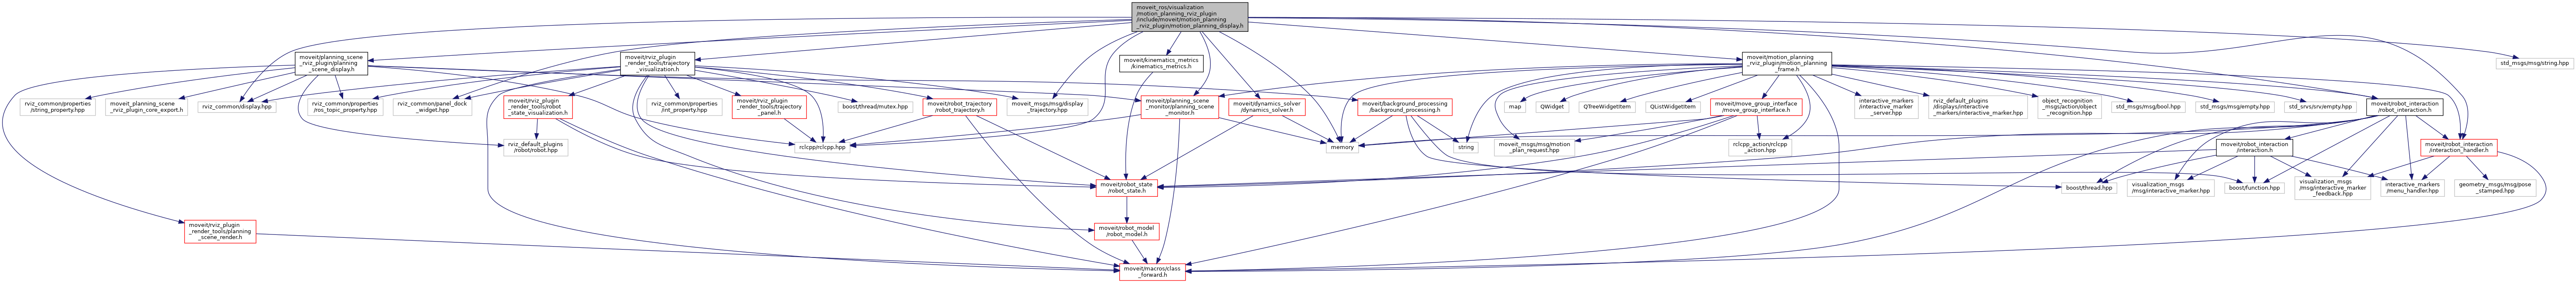 moveit_ros/visualization
/motion_planning_rviz_plugin
/include/moveit/motion_planning
_rviz_plugin/motion_planning_display.h
moveit/planning_scene
_rviz_plugin/planning
_scene_display.h
moveit/rviz_plugin
_render_tools/trajectory
_visualization.h
moveit/kinematics_metrics
/kinematics_metrics.h
moveit/motion_planning
_rviz_plugin/motion_planning
_frame.h
std_msgs/msg/string.hpp
rviz_common/properties
/string_property.hpp
moveit_planning_scene
_rviz_plugin_core_export.h
rviz_common/display.hpp
rviz_common/properties
/ros_topic_property.hpp
rviz_common/panel_dock
_widget.hpp
moveit/rviz_plugin
_render_tools/robot
_state_visualization.h
rviz_common/properties
/int_property.hpp
moveit/rviz_plugin
_render_tools/trajectory
_panel.h
boost/thread/mutex.hpp
moveit/robot_trajectory
/robot_trajectory.h
moveit_msgs/msg/display
_trajectory.hpp
moveit/planning_scene
_monitor/planning_scene
_monitor.h
moveit/dynamics_solver
/dynamics_solver.h
moveit/background_processing
/background_processing.h
map
QWidget
QTreeWidgetItem
QListWidgetItem
moveit/move_group_interface
/move_group_interface.h
interactive_markers
/interactive_marker
_server.hpp
rviz_default_plugins
/displays/interactive
_markers/interactive_marker.hpp
object_recognition
_msgs/action/object
_recognition.hpp
std_msgs/msg/bool.hpp
std_msgs/msg/empty.hpp
std_srvs/srv/empty.hpp
moveit/robot_interaction
/robot_interaction.h
rviz_default_plugins
/robot/robot.hpp
rclcpp/rclcpp.hpp
memory
string
moveit_msgs/msg/motion
_plan_request.hpp
rclcpp_action/rclcpp
_action.hpp
moveit/robot_interaction
/interaction.h
moveit/robot_interaction
/interaction_handler.h
moveit/robot_state
/robot_state.h
boost/thread.hpp
visualization_msgs
/msg/interactive_marker.hpp
boost/function.hpp
visualization_msgs
/msg/interactive_marker
_feedback.hpp
interactive_markers
/menu_handler.hpp
geometry_msgs/msg/pose
_stamped.hpp
moveit/rviz_plugin
_render_tools/planning
_scene_render.h
moveit/robot_model
/robot_model.h
moveit/macros/class
_forward.h